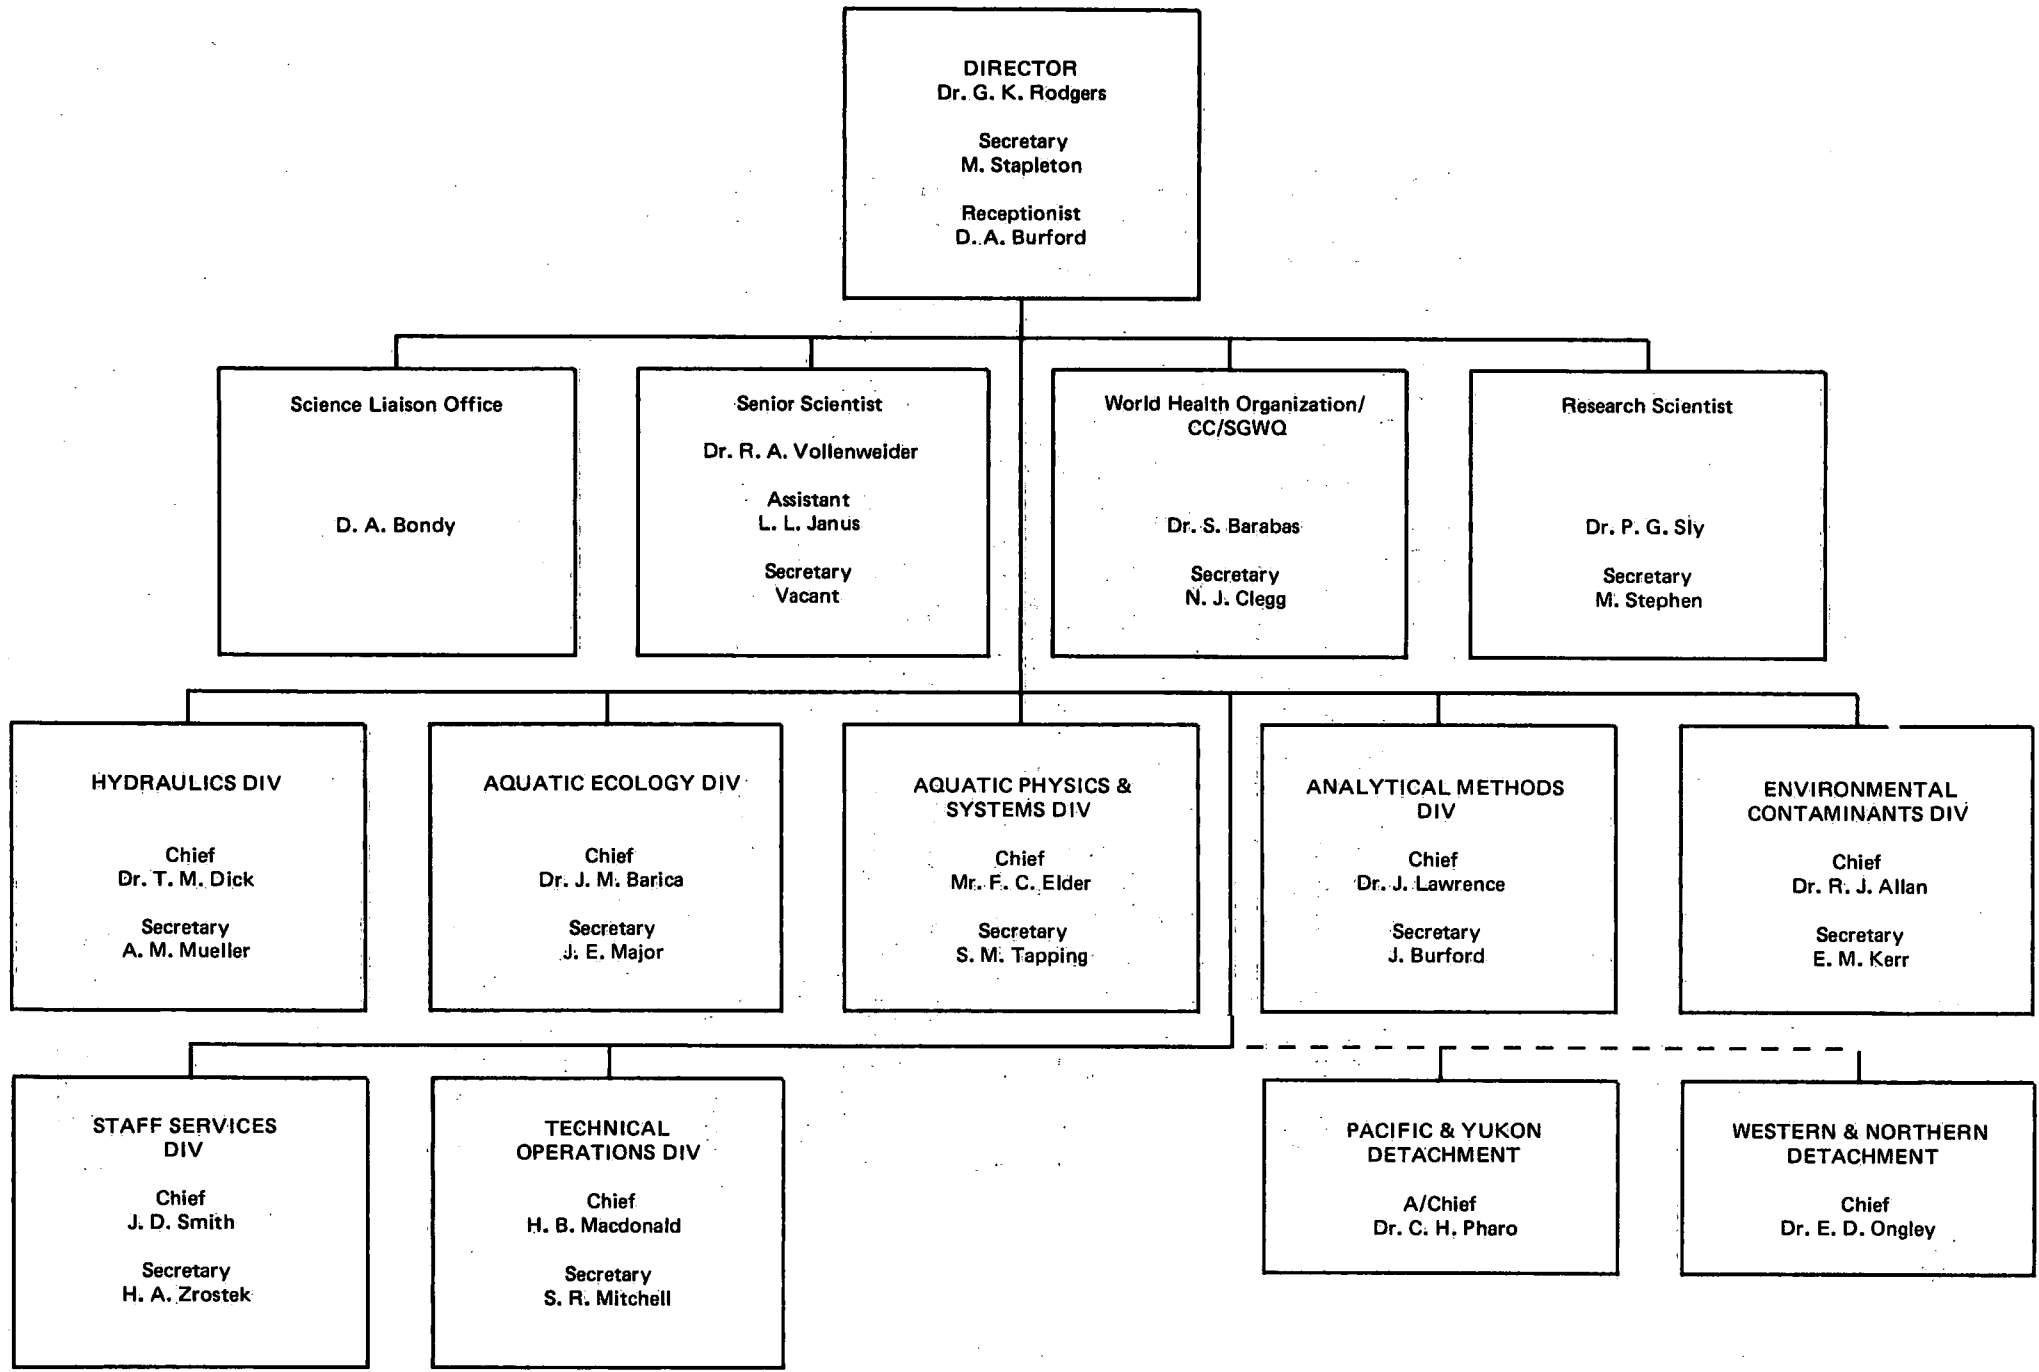 DIRECTOR
Dr. G. K. Rodgers
Secretary
M. Stapleton
Receptionist
D. A. Burford
Science Liaison Office
D. A. Bondy
Senior Scientist
Dr. R. A. Vollenweider
Assistant
L. L. Janus
Secretary
Vacant
World Health Organization/
CC/SGWQ
Dr. S. Barabas
Secretary
N. J. Clegg
Research Scientist
Dr. P. G. Sly
Secretary
M. Stephen
HYDRAULICS DIV
Chief
Dr. T. M. Dick
Secretary
A. M. Mueller
AQUATIC ECOLOGY DIV
Chief
Dr. J. M. Barica
Secretary
J. E. Major
AQUATIC PHYSICS &
SYSTEMS DIV
Chief
Mr. F. C. Elder
Secretary
S. M. Tapping
ANALYTICAL METHODS
DIV
Chief
Dr. J. Lawrence
Secretary
J. Burford
ENVIRONMENTAL
CONTAMINANTS DIV
Chief
Dr. R. J. Allan
Secretary
E. M. Kerr
STAFF SERVICES
DIV
Chief
J. D. Smith
Secretary
H. A. Zrostek
TECHNICAL
OPERATIONS DIV
Chief
H. B. Macdonald
Secretary
S. R. Mitchell
PACIFIC & YUKON
DETACHMENT
A/Chief
Dr. C. H. Pharo
WESTERN & NORTHERN
DETACHMENT
Chief
Dr. E. D. Ongley